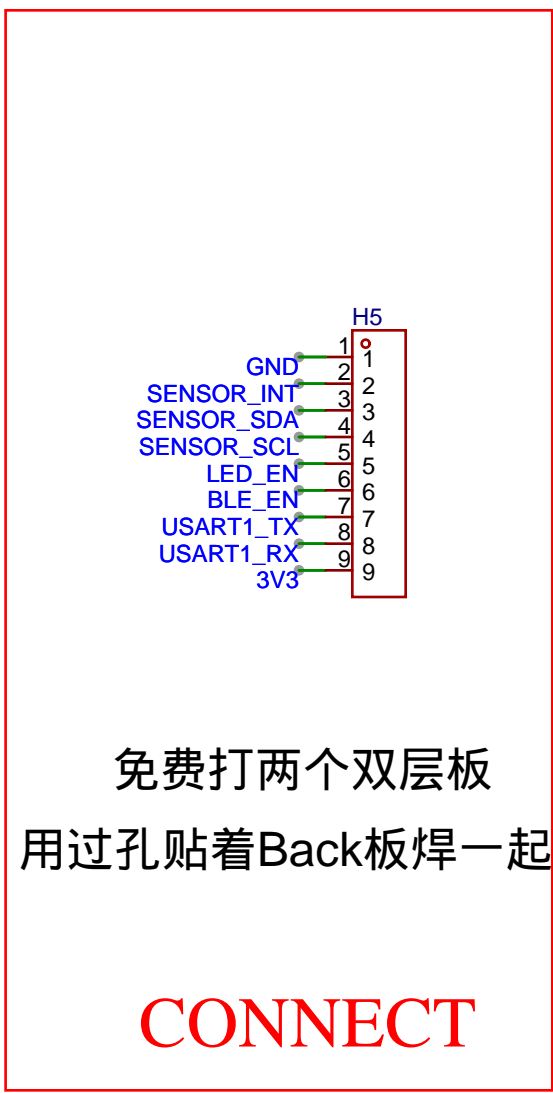 H5
1 1
GND
2 2
SENSOR_INT
3 3
SENSOR_SDA
4 4
SENSOR_SCL
5 5
LED_EN
6 6
BLE_EN
7 7
USART1_TX
8 8
USART1_RX
9 9
3V3
免费打两个双层板
用过孔贴着Back板焊一起
CONNECT